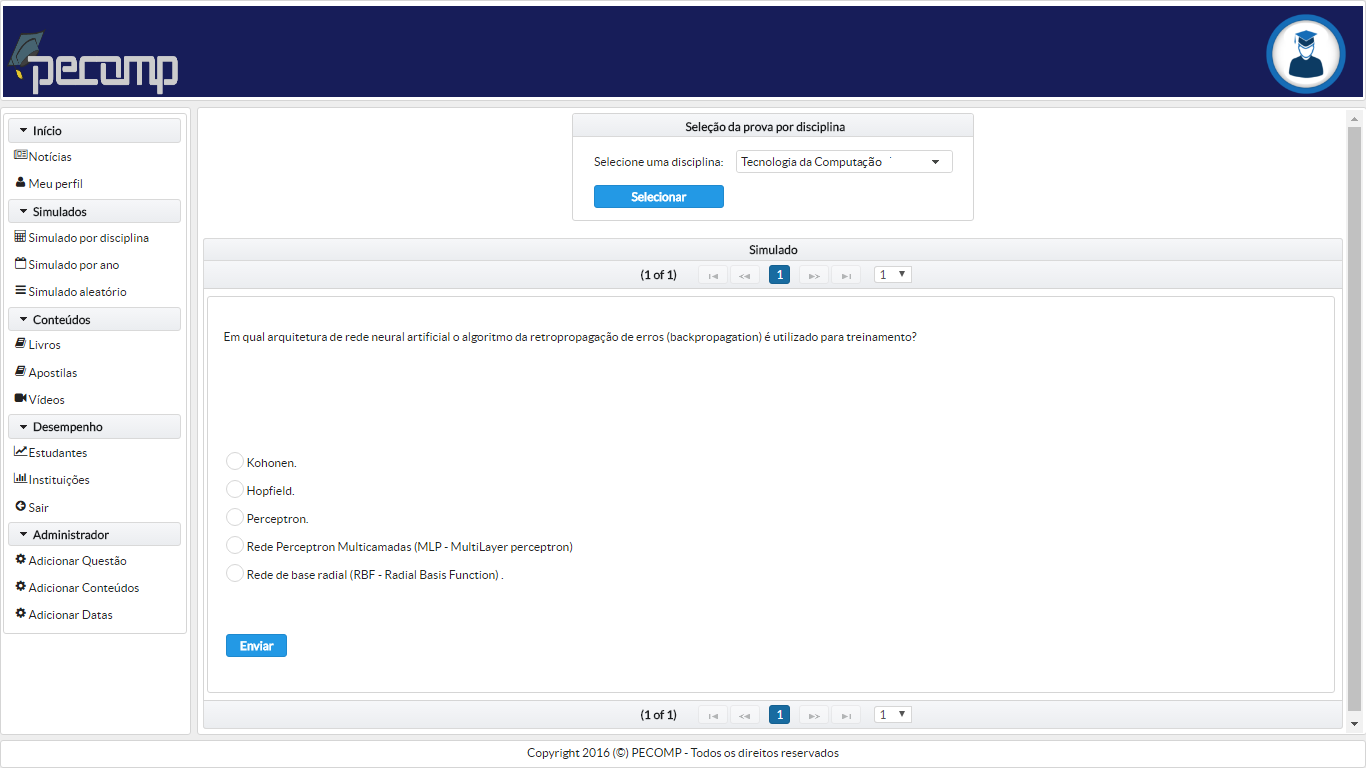 pecomp
Início
Notícias
Meu perfil
Simulados
Simulado por disciplina
Simulado por ano
Simulado aleatório
Conteúdos
Livros
Apostilas
Vídeos
Desempenho
Estudantes
Instituições
Sair
Administrador
Adicionar Questão
Adicionar Conteúdos
Adicionar Datas
Seleção da prova por disciplina
Selecione uma disciplina: Tecnologia da Computação
Selecionar
Simulado
(1 of 1) 1 1
Em qual arquitetura de rede neural artificial o algoritmo da retropropagação de erros (backpropagation) é utilizado para treinamento?
Kohonen.
Hopfield.
Perceptron.
Rede Perceptron Multicamadas (MLP - MultiLayer perceptron)
Rede de base radial (RBF - Radial Basis Function) .
Enviar
(1 of 1) 1 1
Copyright 2016 (©) PECOMP - Todos os direitos reservados